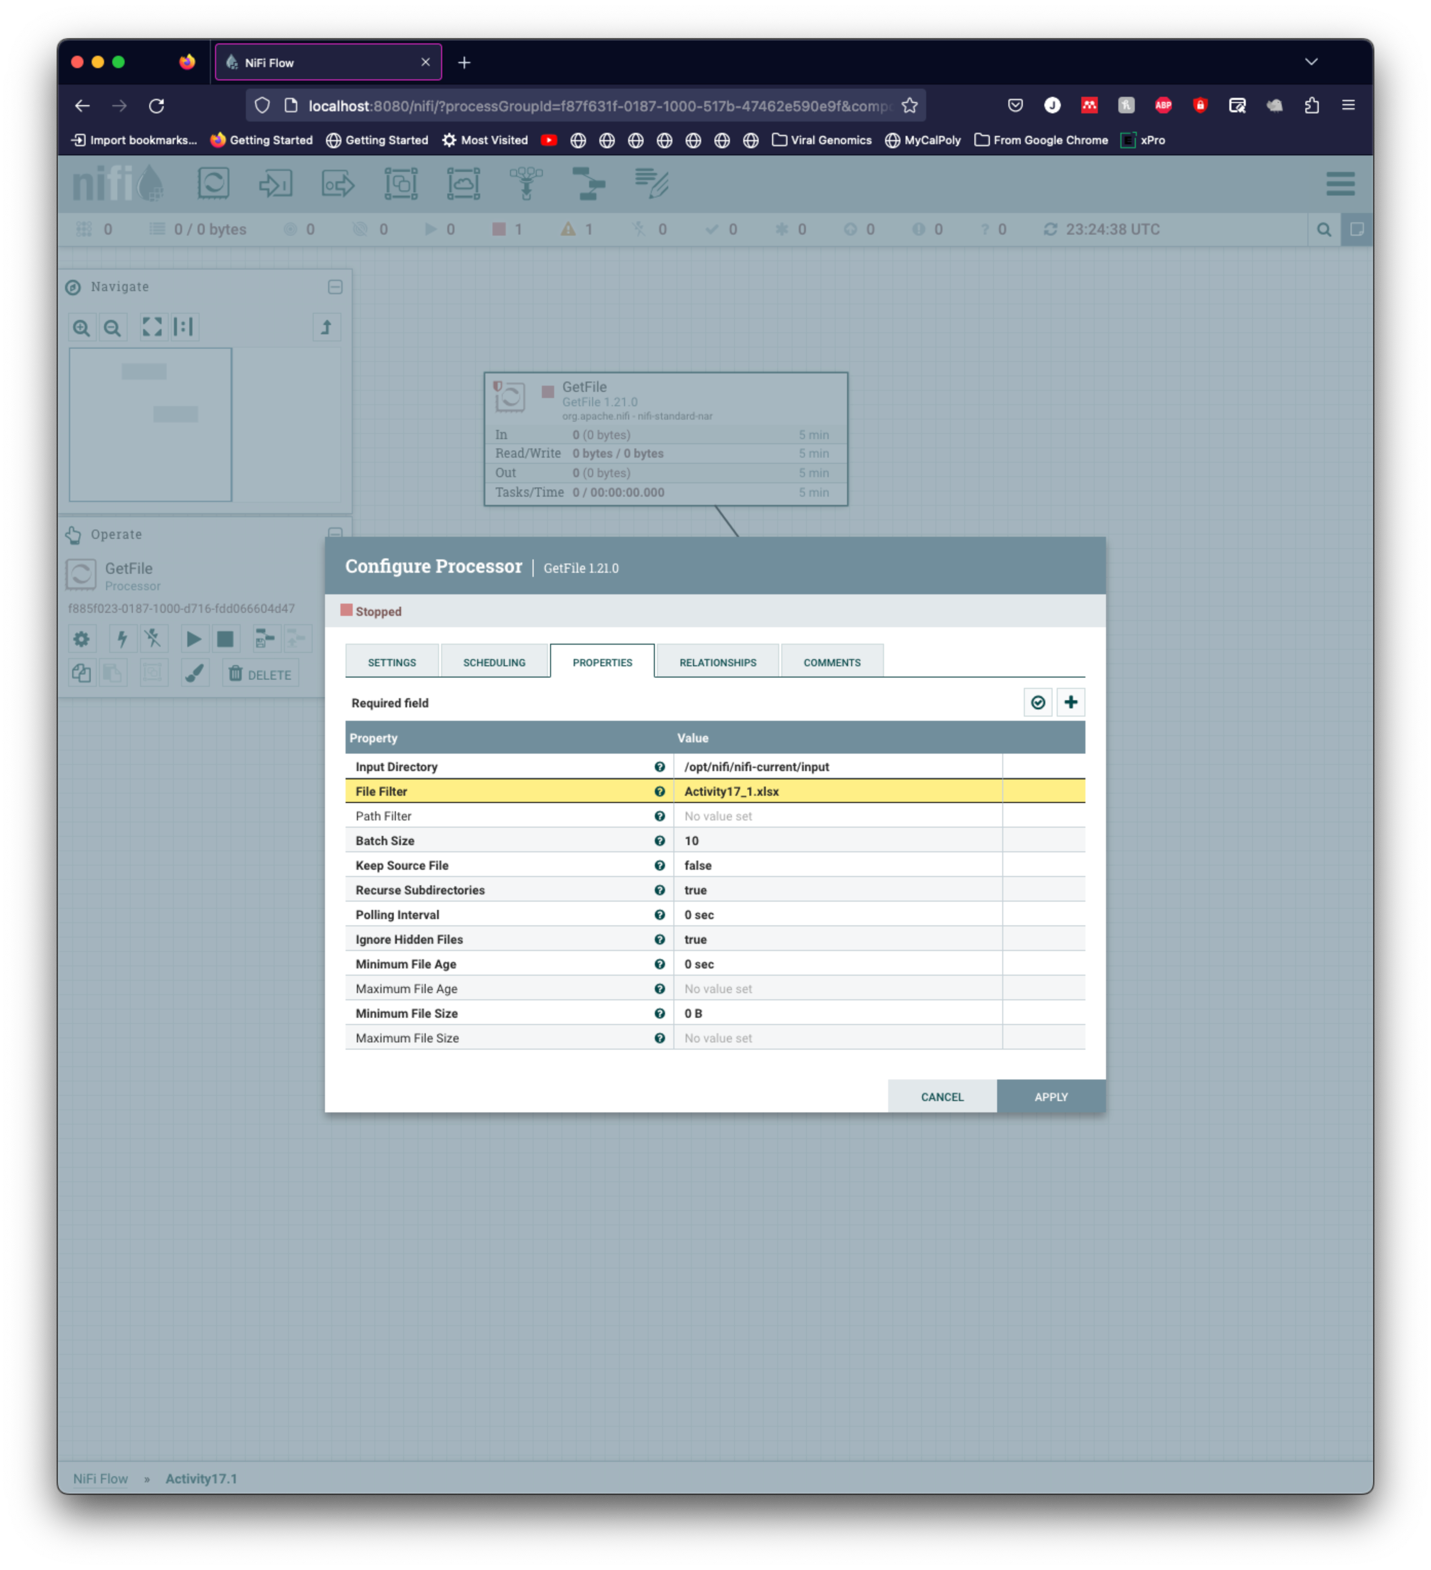 NiFi Flow
localhost:8080/nifi/?processGroupId=f87f631f-0187-1000-517b-47462e590e9f&comp
Import bookmarks... Getting Started Getting Started Most Visited Viral Genomics MyCalPoly From Google Chrome xPro
nifi
0 0 / 0 bytes 0 0 0 1 1 0 0 0 0 0 ? 0 23:24:38 UTC
Navigate
GetFile
GetFile 1.21.0
org.apache.nifi - nifi-standard-nar
In 0 (0 bytes) 5 min
Read/Write 0 bytes / 0 bytes 5 min
Out 0 (0 bytes) 5 min
Tasks/Time 0 / 00:00:00.000 5 min
Operate
GetFile
Processor
f885f023-0187-1000-d716-fdd066604d47
DELETE
Configure Processor | GetFile 1.21.0
Stopped
SETTINGS SCHEDULING PROPERTIES RELATIONSHIPS COMMENTS
Required field
Property Value
Input Directory /opt/nifi/nifi-current/input
File Filter Activity17_1.xlsx
Path Filter No value set
Batch Size 10
Keep Source File false
Recurse Subdirectories true
Polling Interval 0 sec
Ignore Hidden Files true
Minimum File Age 0 sec
Maximum File Age No value set
Minimum File Size 0 B
Maximum File Size No value set
CANCEL APPLY
NiFi Flow » Activity17.1